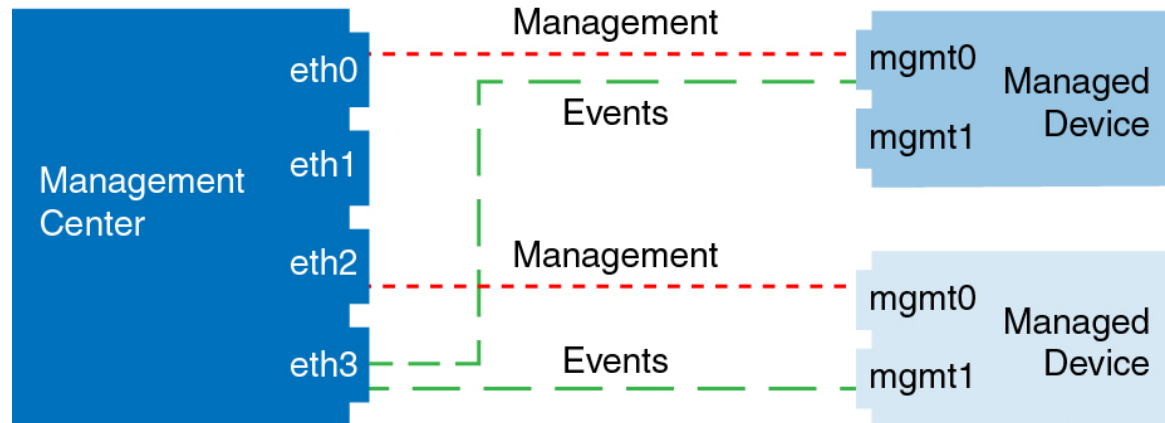 Management
Center
eth0
eth1
eth2
eth3
Management
Events
Management
Events
mgmt0
mgmt1
Managed
Device
mgmt0
mgmt1
Managed
Device